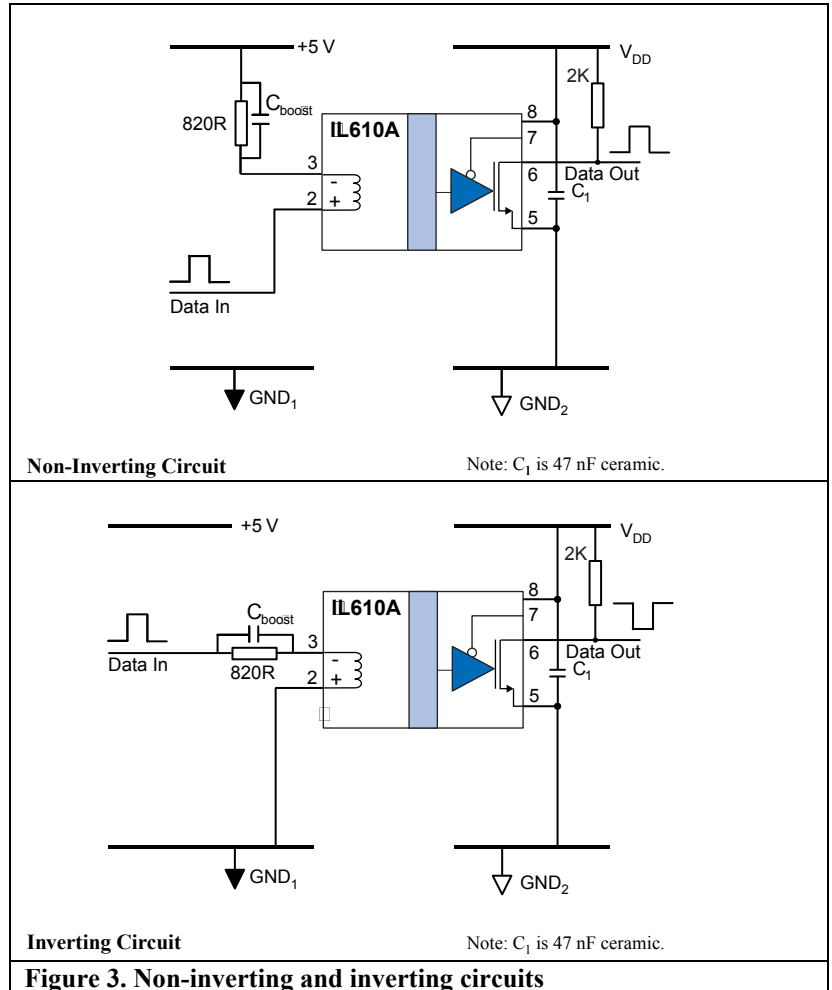 +5 V
V_DD
2K
C_boost
820R
IL610A
8
7
3
-
6
Data Out
2
+
C_1
5
Data In
GND_1
GND_2
Non-Inverting Circuit
Note: C_1 is 47 nF ceramic.
+5 V
V_DD
2K
IL610A
8
C_boost
7
3
-
6
Data Out
Data In
820R
2
+
C_1
5
GND_1
GND_2
Inverting Circuit
Note: C_1 is 47 nF ceramic.
Figure 3. Non-inverting and inverting circuits